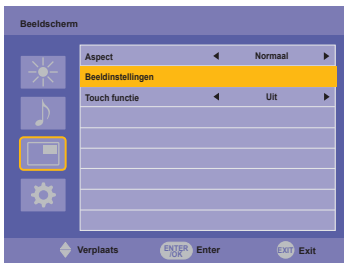 Beeldscherm
Aspect Normaal
Beeldinstellingen
Touch functie Uit
Verplaats ENTER /OK Enter EXIT Exit